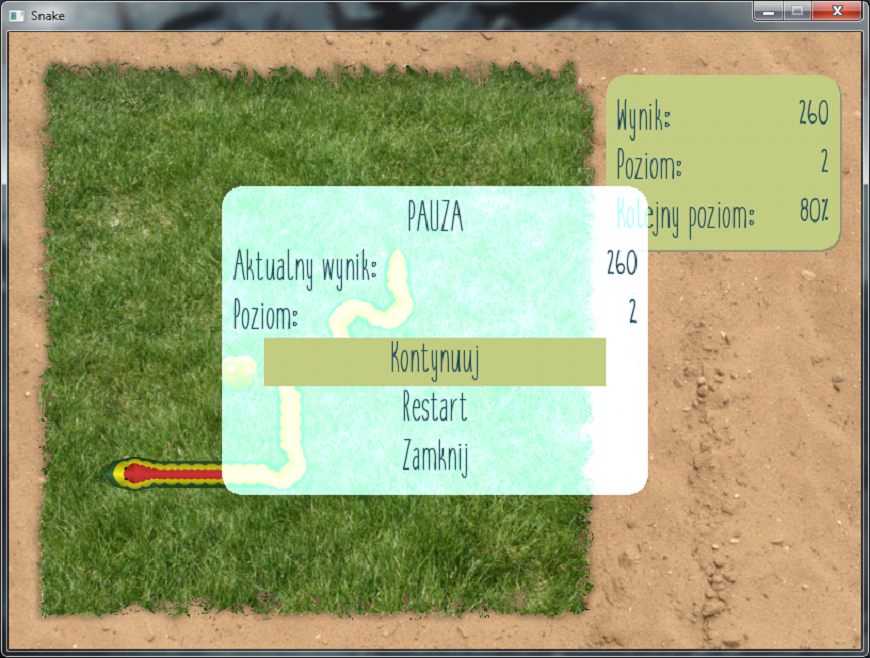 Snake
Wynik: 260
Poziom: 2
Kolejny poziom: 80%
PAUZA
Aktualny wynik: 260
Poziom: 2
Kontynuuj
Restart
Zamknij